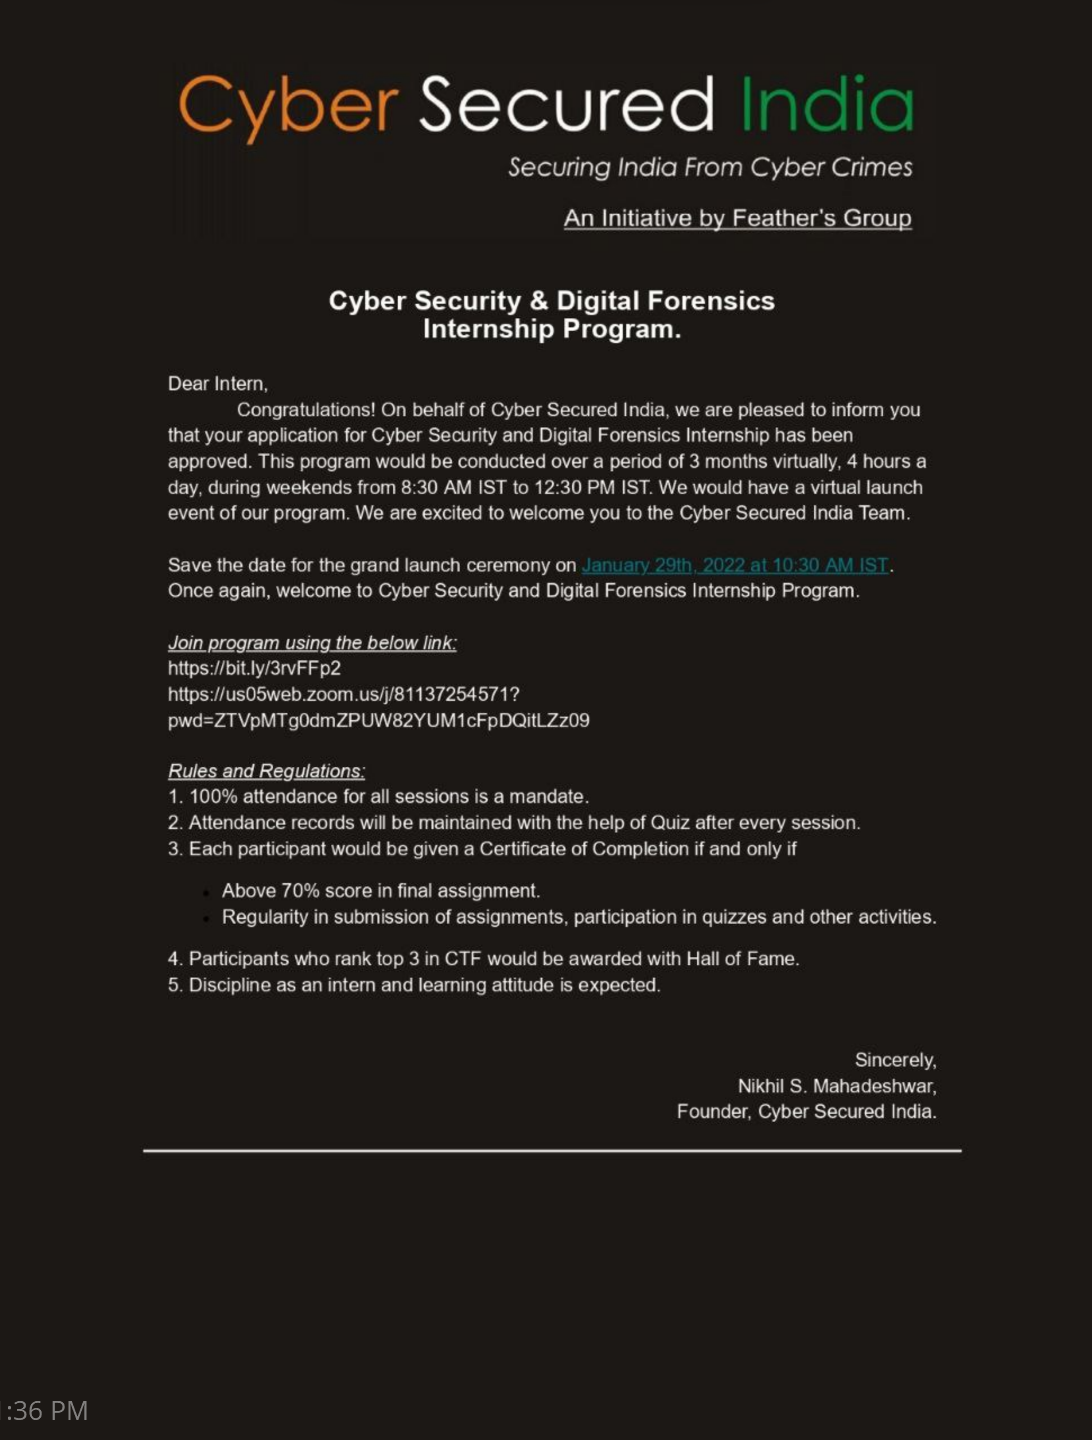 Cyber Secured India
Securing India From Cyber Crimes
An Initiative by Feather's Group
Cyber Security & Digital Forensics
Internship Program.
Dear Intern,
Congratulations! On behalf of Cyber Secured India, we are pleased to inform you
that your application for Cyber Security and Digital Forensics Internship has been
approved. This program would be conducted over a period of 3 months virtually, 4 hours a
day, during weekends from 8:30 AM IST to 12:30 PM IST. We would have a virtual launch
event of our program. We are excited to welcome you to the Cyber Secured India Team.
Save the date for the grand launch ceremony on January 29th, 2022 at 10:30 AM IST.
Once again, welcome to Cyber Security and Digital Forensics Internship Program.
Join program using the below link:
https://bit.ly/3rvFFp2
https://us05web.zoom.us/j/81137254571?
pwd=ZTVpMTg0dmZPUW82YUM1cFpDQitLZz09
Rules and Regulations:
1. 100% attendance for all sessions is a mandate.
2. Attendance records will be maintained with the help of Quiz after every session.
3. Each participant would be given a Certificate of Completion if and only if
• Above 70% score in final assignment.
• Regularity in submission of assignments, participation in quizzes and other activities.
4. Participants who rank top 3 in CTF would be awarded with Hall of Fame.
5. Discipline as an intern and learning attitude is expected.
Sincerely,
Nikhil S. Mahadeshwar,
Founder, Cyber Secured India.
:36 PM